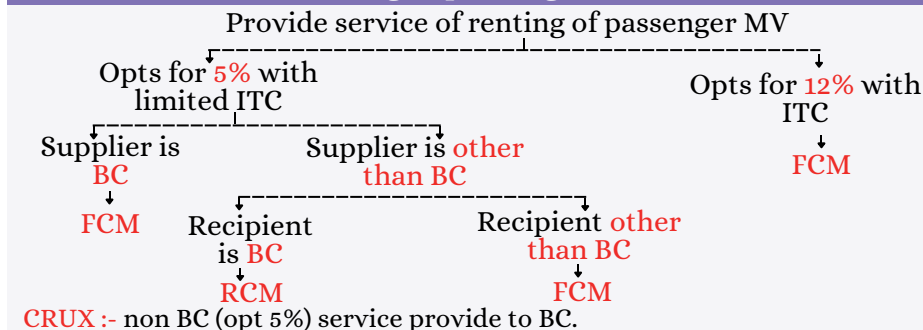 Provide service of renting of passenger MV
Opts for 5% with
limited ITC
Opts for 12% with
ITC
FCM
Supplier is
BC
FCM
Supplier is other
than BC
Recipient
is BC
RCM
Recipient other
than BC
FCM
CRUX :- non BC (opt 5%) service provide to BC.